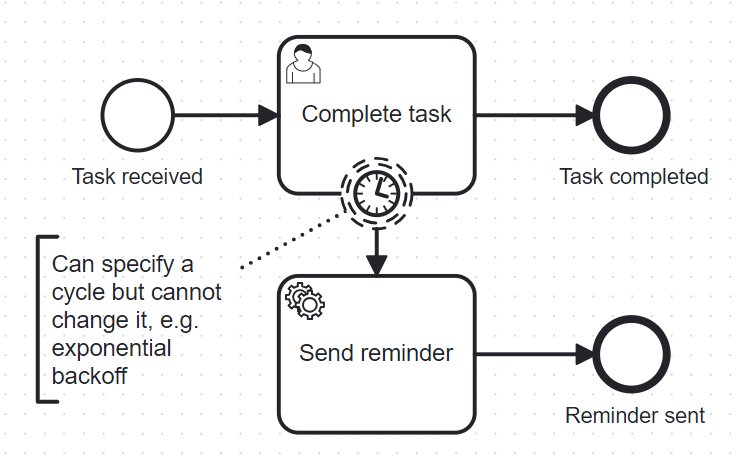 Complete task
Task received
Task completed
Can specify a
cycle but cannot
change it, e.g.
exponential
backoff
Send reminder
Reminder sent